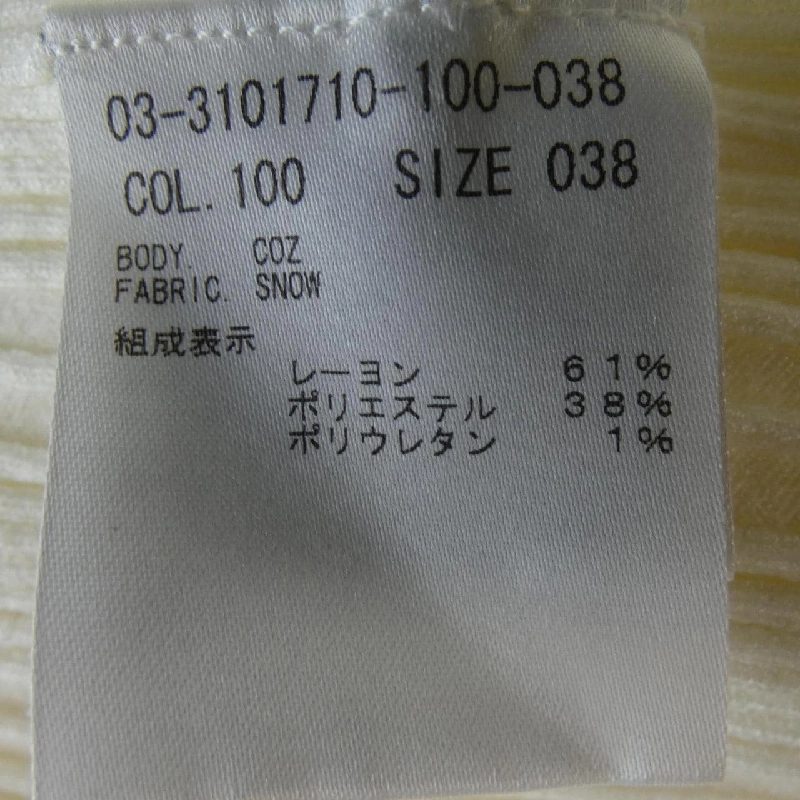 03-3101710-100-038
COL. 100 SIZE 038
BODY. COZ
FABRIC. SNOW
組成表示
レーヨン 61%
ポリエステル 38%
ポリウレタン 1%